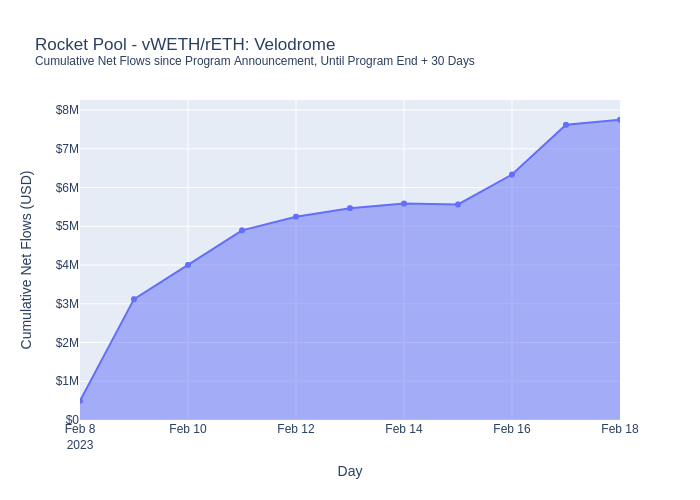 Rocket Pool - vWETH/rETH: Velodrome
Cumulative Net Flows since Program Announcement, Until Program End + 30 Days
$8M
$7M
$6M
$5M
$4M
$3M
$2M
$1M
$0
Cumulative Net Flows (USD)
Feb 8
2023
Feb 10
Feb 12
Feb 14
Feb 16
Feb 18
Day